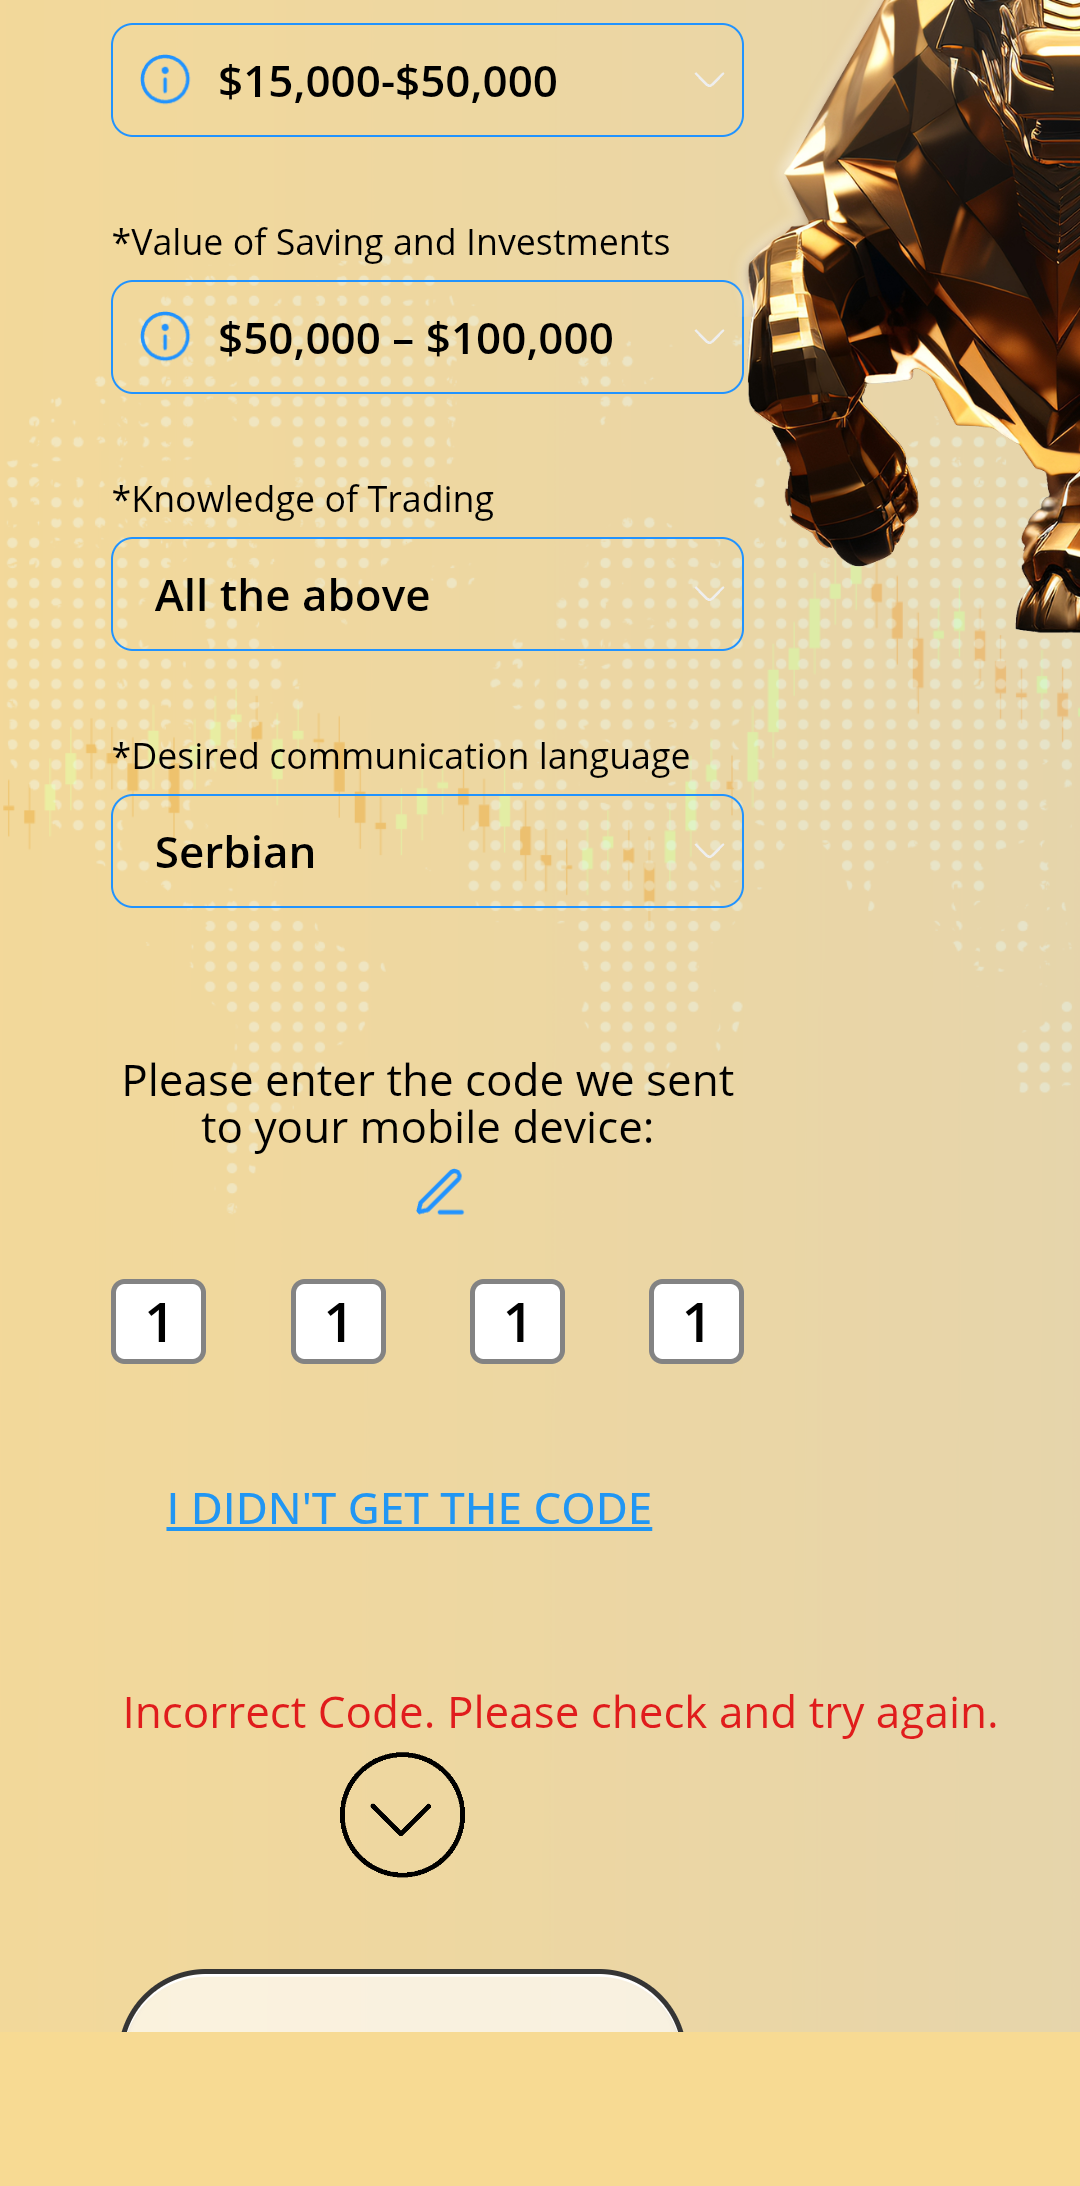 $15,000-$50,000
*Value of Saving and Investments
$50,000 – $100,000
*Knowledge of Trading
All the above
*Desired communication language
Serbian
Please enter the code we sent
to your mobile device:
1 1 1 1
I DIDN'T GET THE CODE
Incorrect Code. Please check and try again.